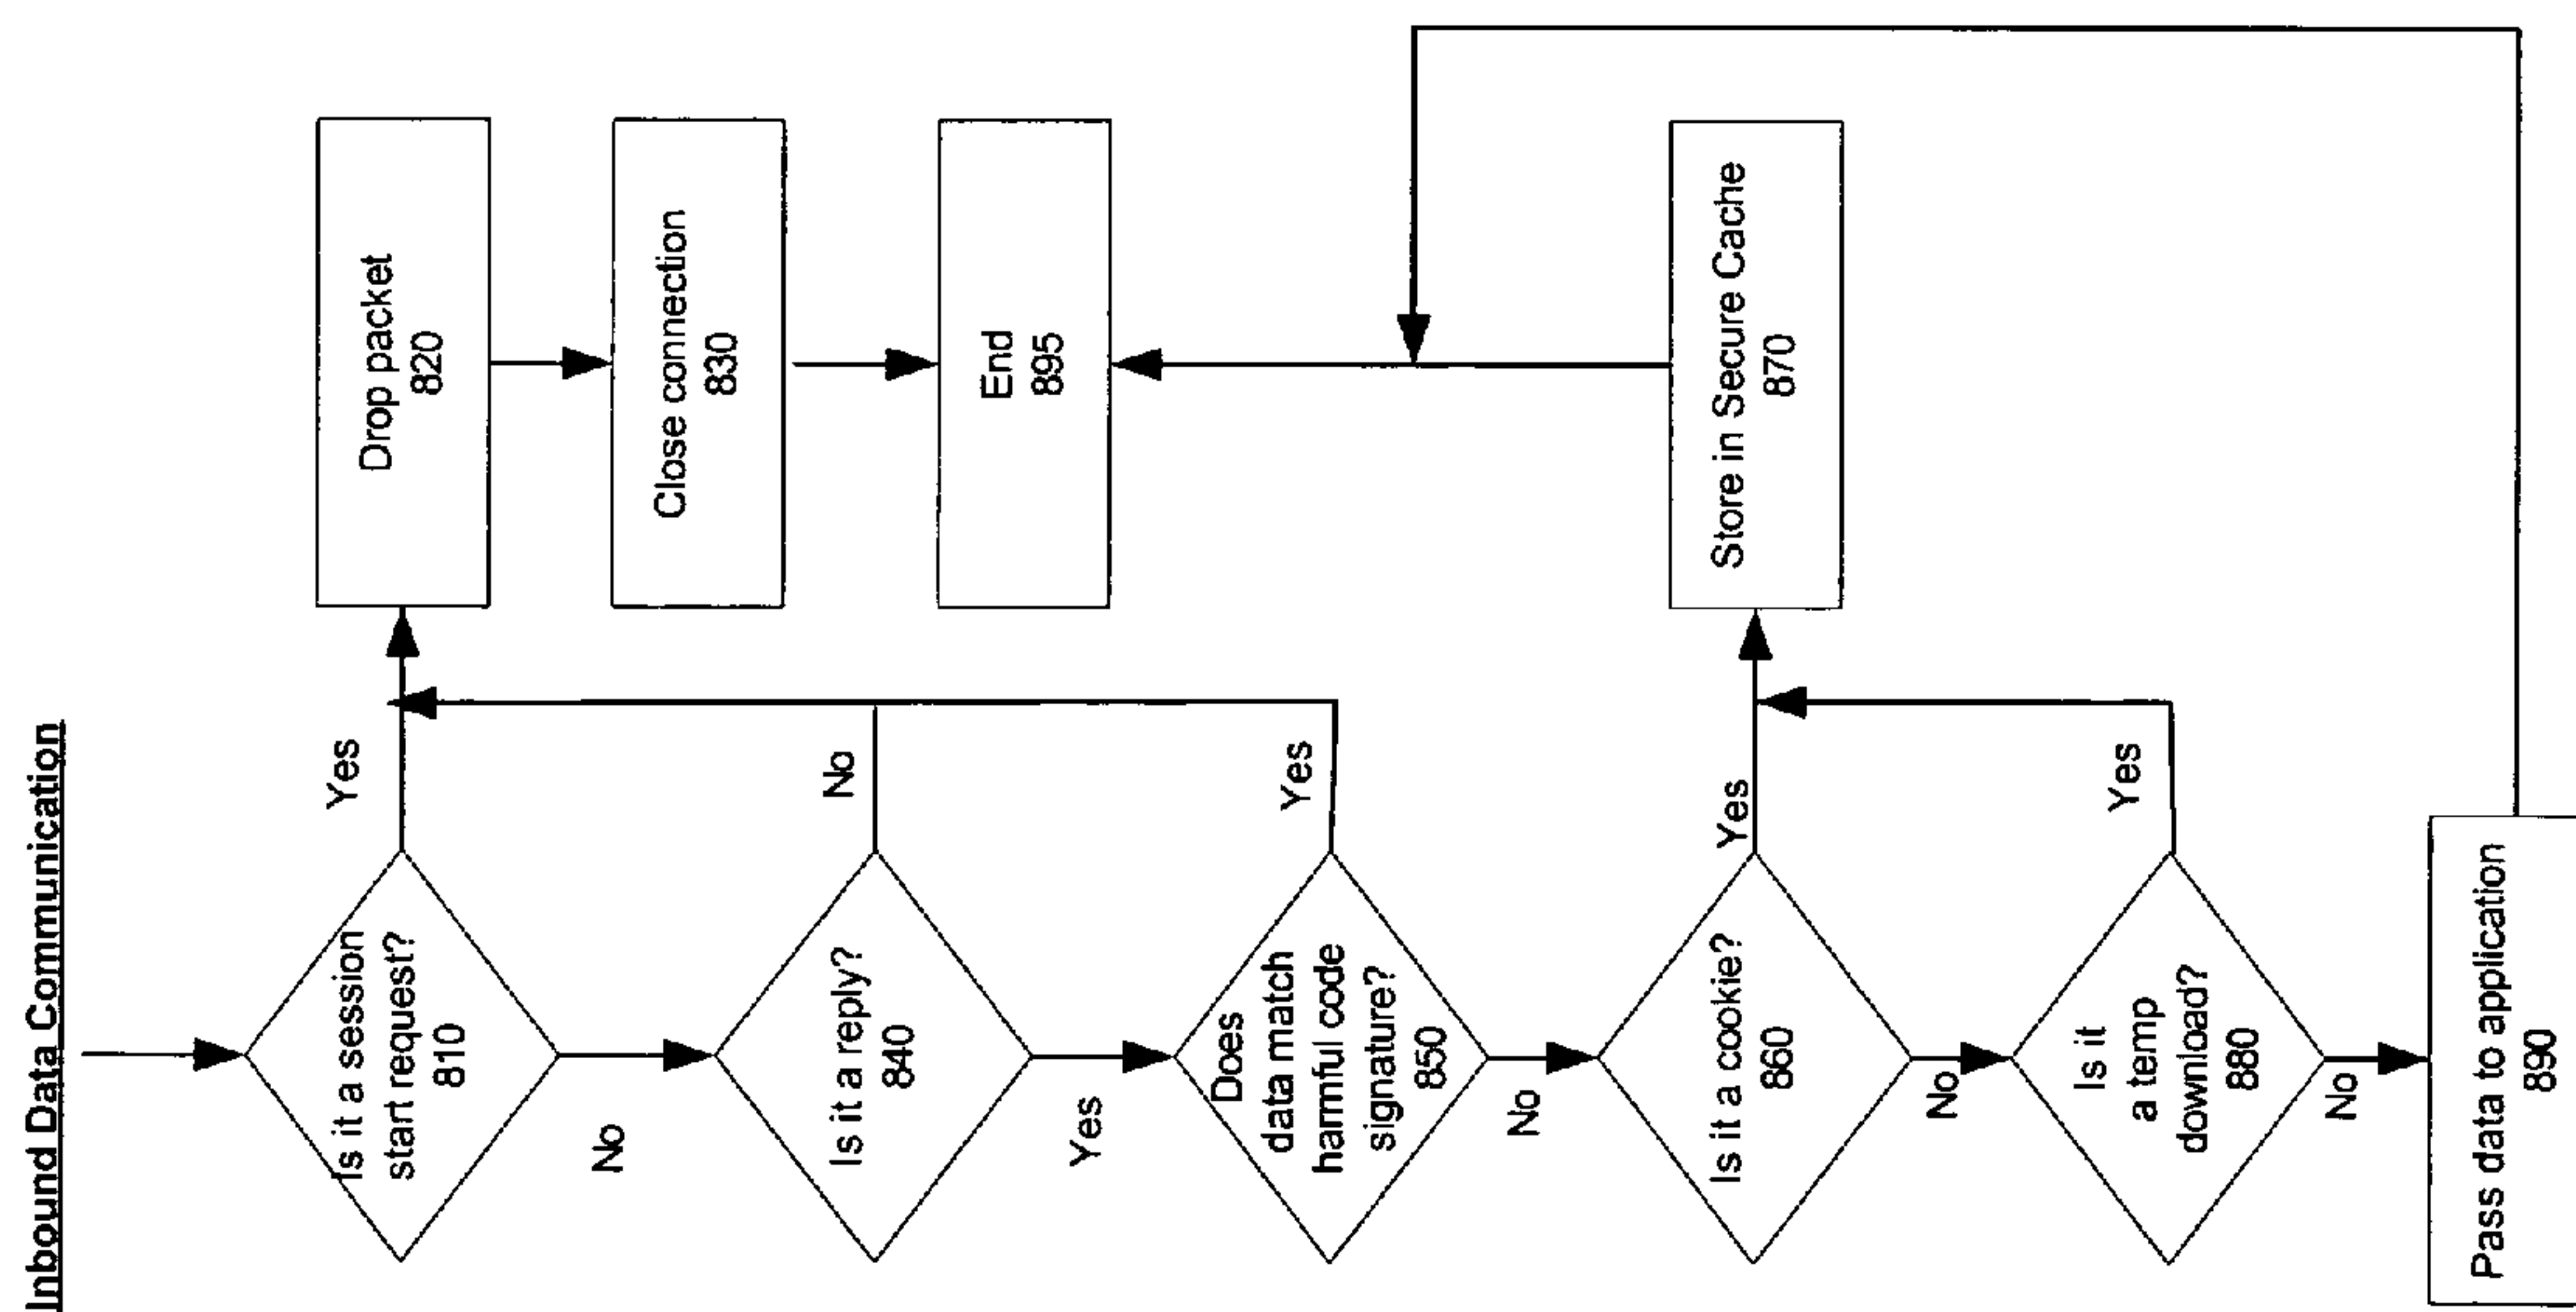 Inbound Data Communication
Is it a session
start request?
810
Yes
Drop packet
820
No
Close connection
830
Is it a reply?
840
No
Yes
End
895
Does
data match
harmful code
signature?
850
Yes
No
Is it a cookie?
860
Yes
Store in Secure Cache
870
No
Is it
a temp
download?
880
Yes
No
Pass data to application
890